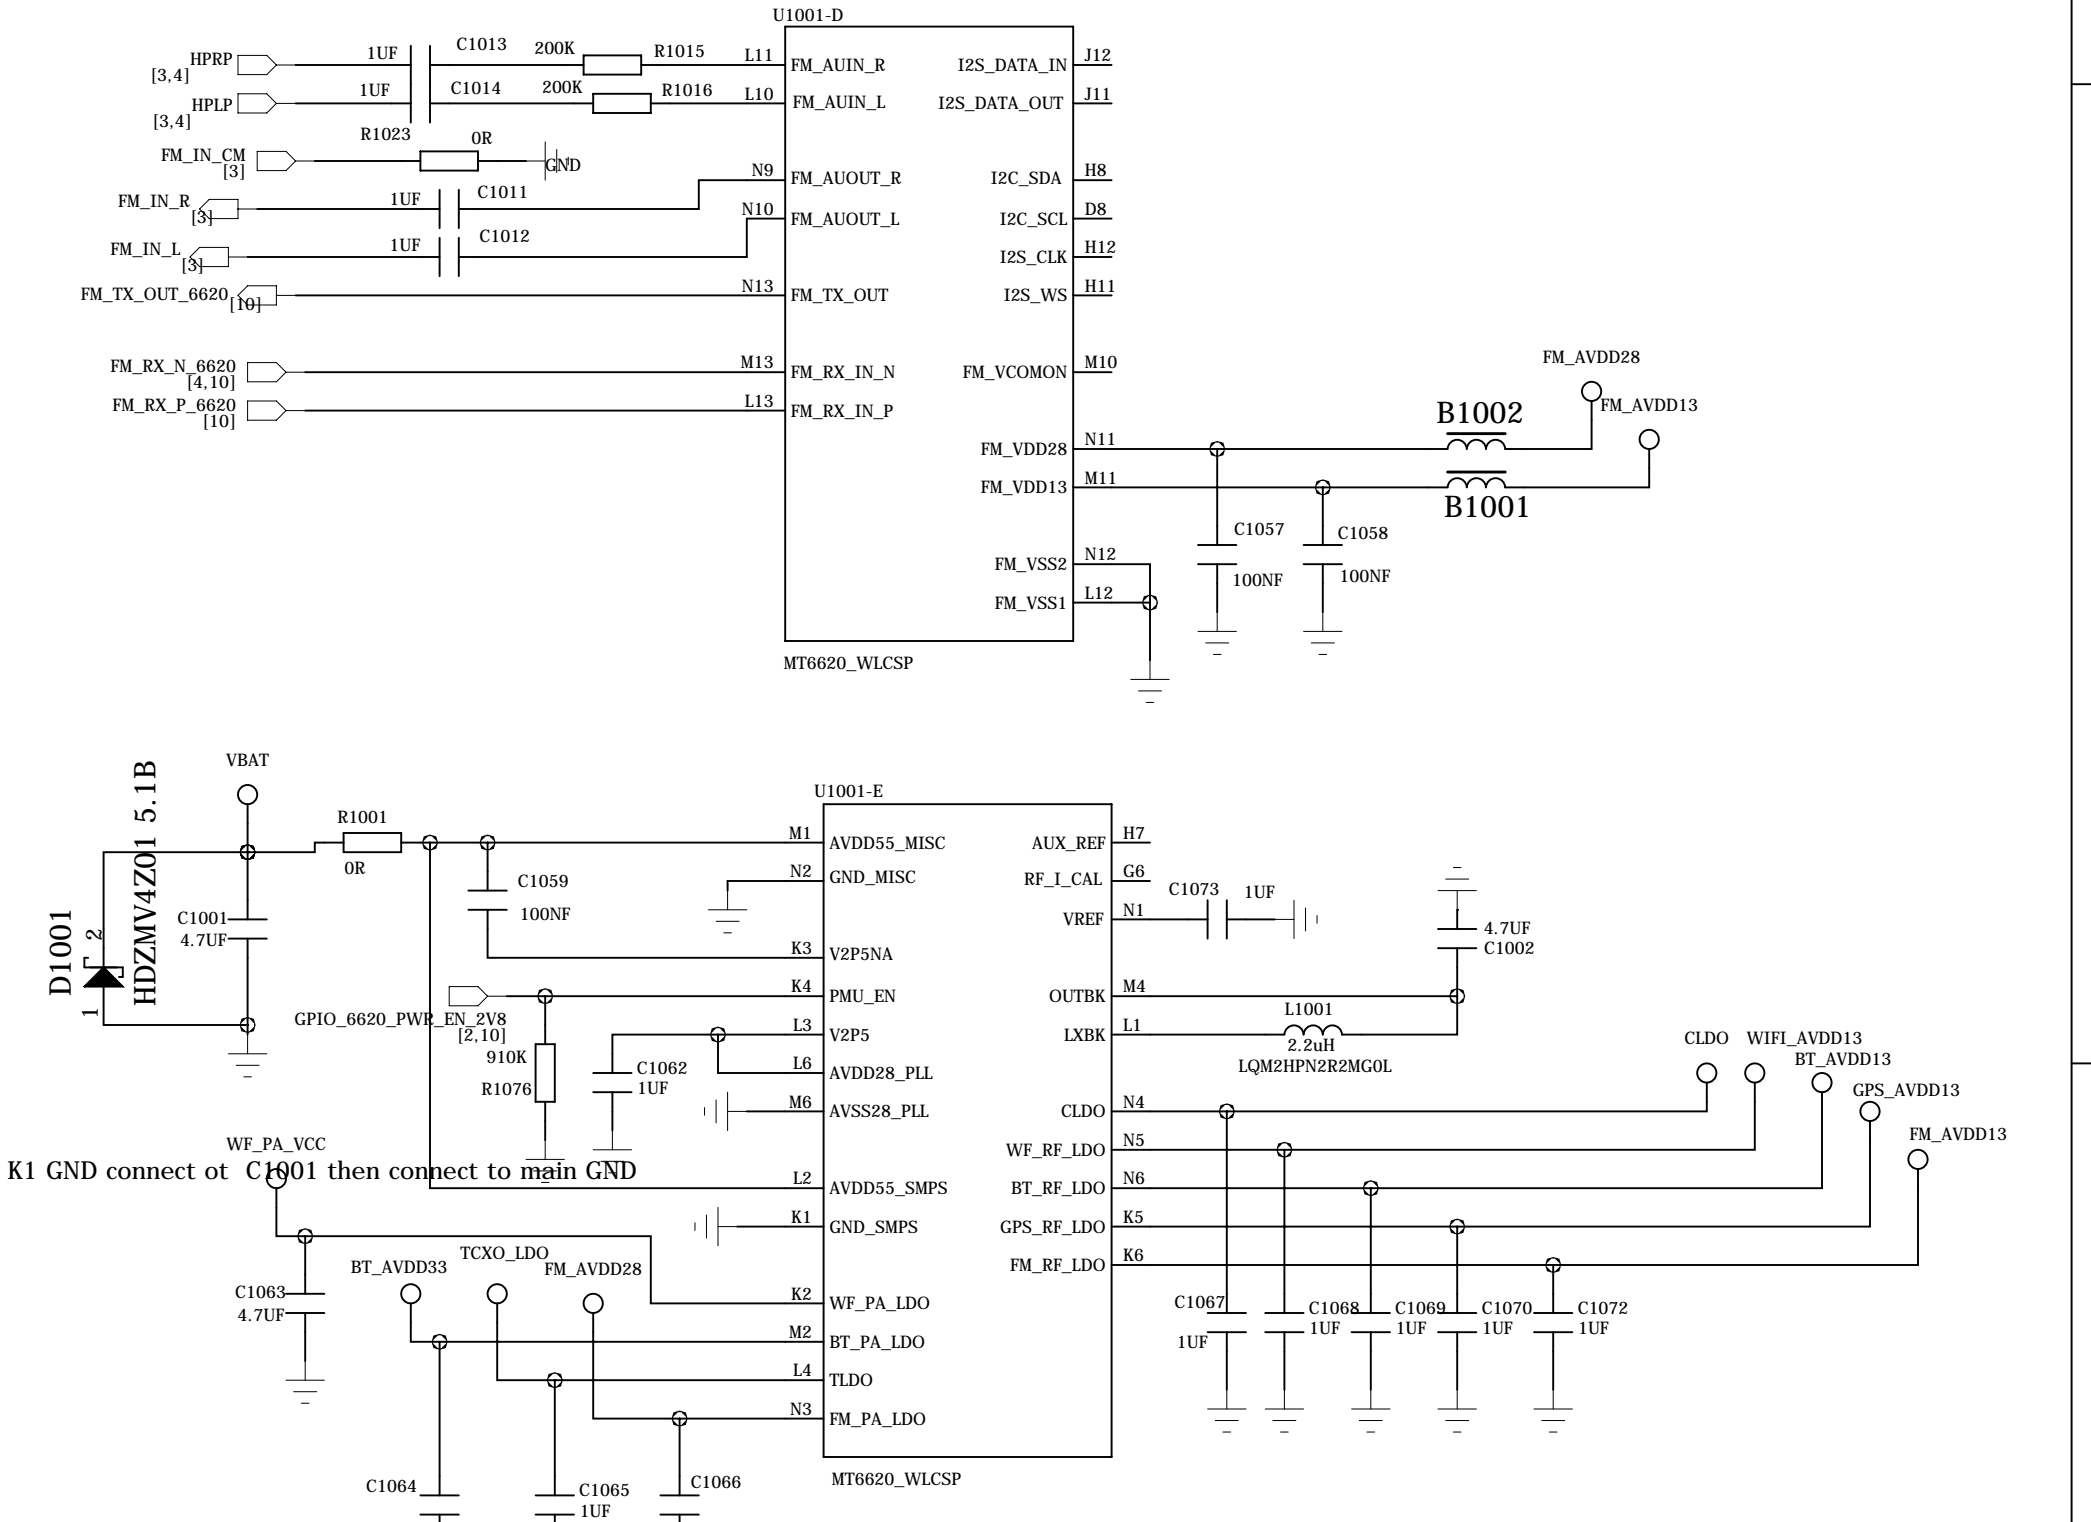 U1001-D
HPRP
[3,4]
1UF
C1013
200K
R1015
L11
FM_AUIN_R
I2S_DATA_IN
J12
HPLP
[3,4]
1UF
C1014
200K
R1016
L10
FM_AUIN_L
I2S_DATA_OUT
J11
FM_IN_CM
[3]
R1023
0R
GND
FM_IN_R
[3]
1UF
C1011
N9
FM_AUOUT_R
I2C_SDA
H8
FM_IN_L
[3]
1UF
C1012
N10
FM_AUOUT_L
I2C_SCL
D8
I2S_CLK
H12
FM_TX_OUT_6620
[10]
N13
FM_TX_OUT
I2S_WS
H11
FM_RX_N_6620
[4,10]
M13
FM_RX_IN_N
FM_VCOMON
M10
FM_RX_P_6620
[10]
L13
FM_RX_IN_P
FM_AVDD28
FM_AVDD13
B1002
FM_VDD28
N11
FM_VDD13
M11
B1001
C1057
100NF
C1058
100NF
FM_VSS2
N12
FM_VSS1
L12
MT6620_WLCSP
VBAT
D1001
HDZMV4Z01 5.1B
2
1
C1001
4.7UF
R1001
0R
U1001-E
M1
AVDD55_MISC
AUX_REF
H7
C1059
100NF
N2
GND_MISC
RF_I_CAL
G6
VREF
N1
C1073
1UF
4.7UF
C1002
K3
V2P5NA
GPIO_6620_PWR_EN_2V8
[2,10]
K4
PMU_EN
OUTBK
M4
L3
V2P5
LXBK
L1
L1001
2.2uH
LQM2HPN2R2MG0L
910K
R1076
C1062
1UF
L6
AVDD28_PLL
M6
AVSS28_PLL
CLDO
N4
CLDO
WIFI_AVDD13
BT_AVDD13
GPS_AVDD13
FM_AVDD13
WF_PA_VCC
K1 GND connect ot  C1001 then connect to main GND
WF_RF_LDO
N5
L2
AVDD55_SMPS
BT_RF_LDO
N6
K1
GND_SMPS
GPS_RF_LDO
K5
FM_RF_LDO
K6
C1063
4.7UF
BT_AVDD33
TCXO_LDO
FM_AVDD28
K2
WF_PA_LDO
M2
BT_PA_LDO
L4
TLDO
N3
FM_PA_LDO
C1067
1UF
C1068
1UF
C1069
1UF
C1070
1UF
C1072
1UF
C1064
C1065
1UF
C1066
MT6620_WLCSP